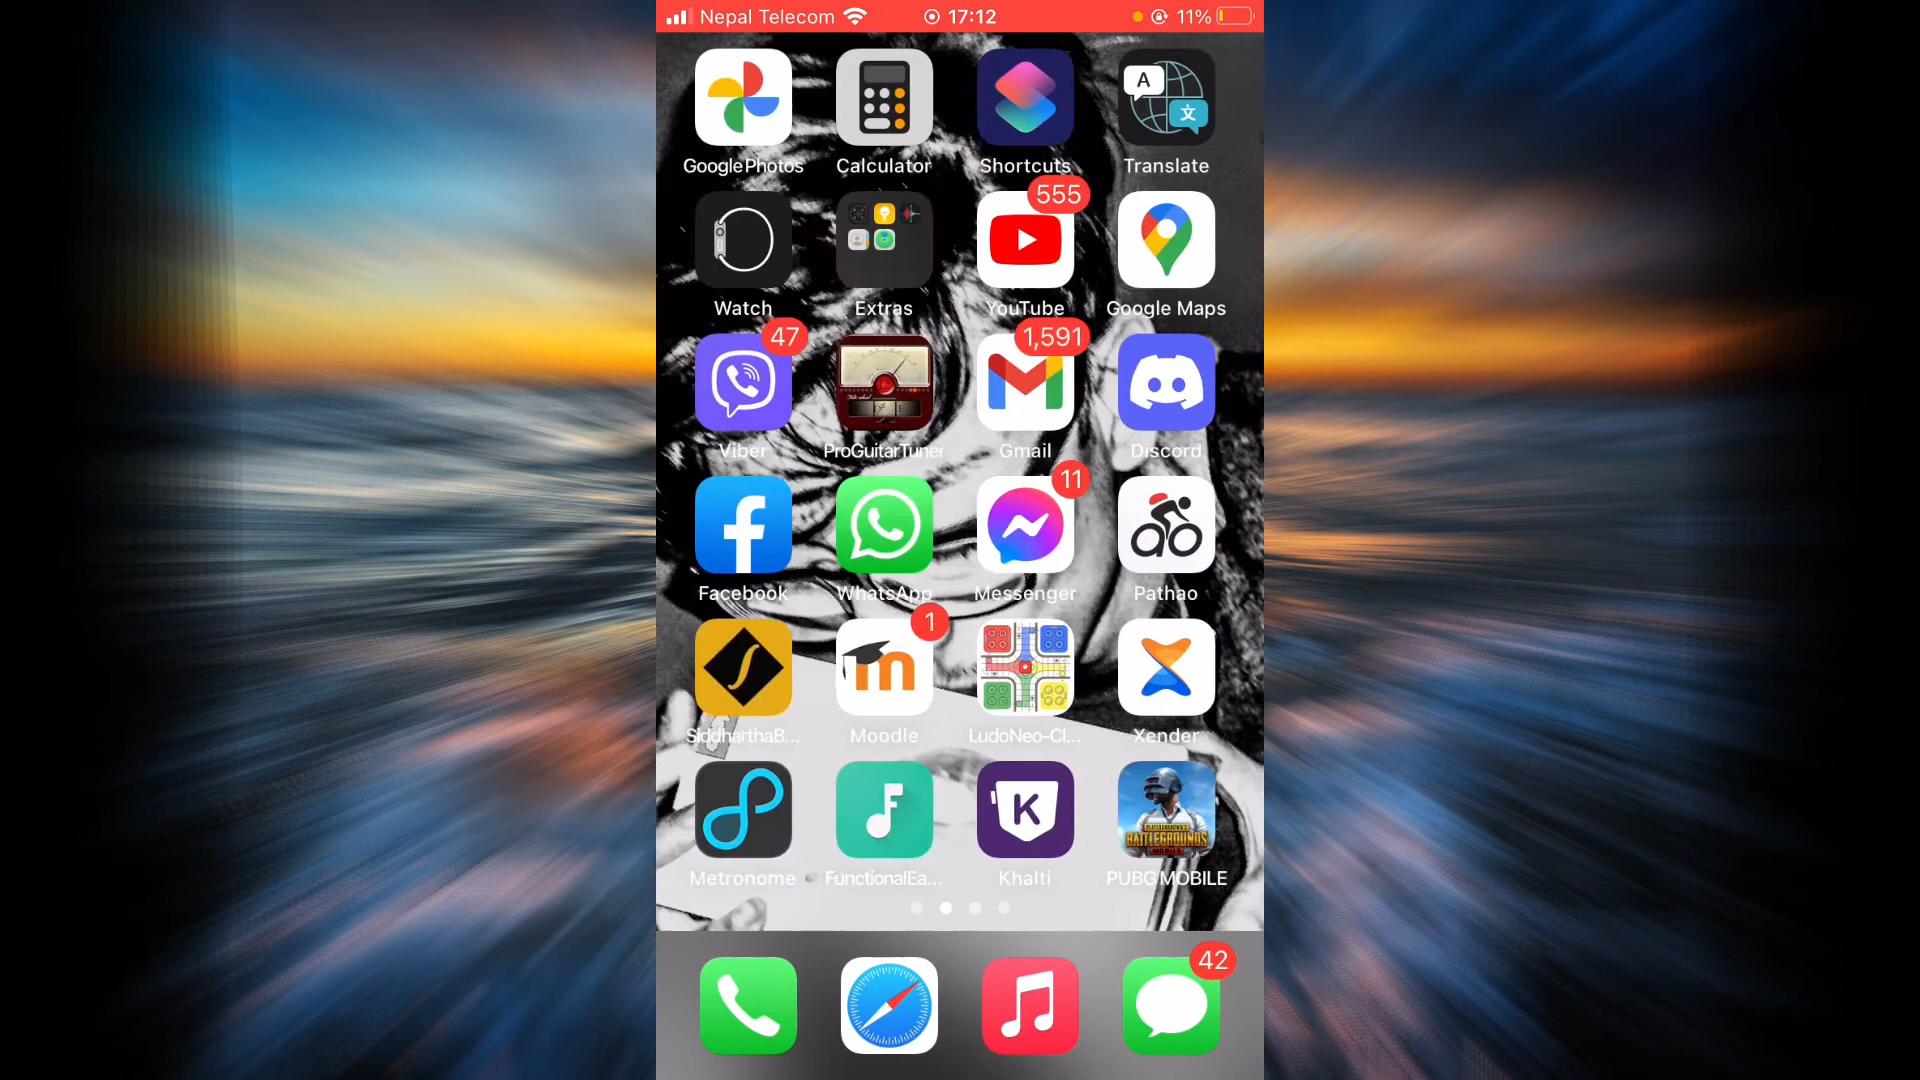 Nepal Telecom 17:12 11%
A
文
Google Photos Calculator Shortcuts Translate
555
Watch Extras YouTube Google Maps
47 1,591
Viber ProGuitarTuner Gmail Discord
11
Facebook WhatsApp Messenger Pathao
1
SiddharthaB... Moodle LudoNeo-Cl... Xender
K
BATTLEGROUNDS
Metronome FunctionalEa... Khalti PUBG MOBILE
42